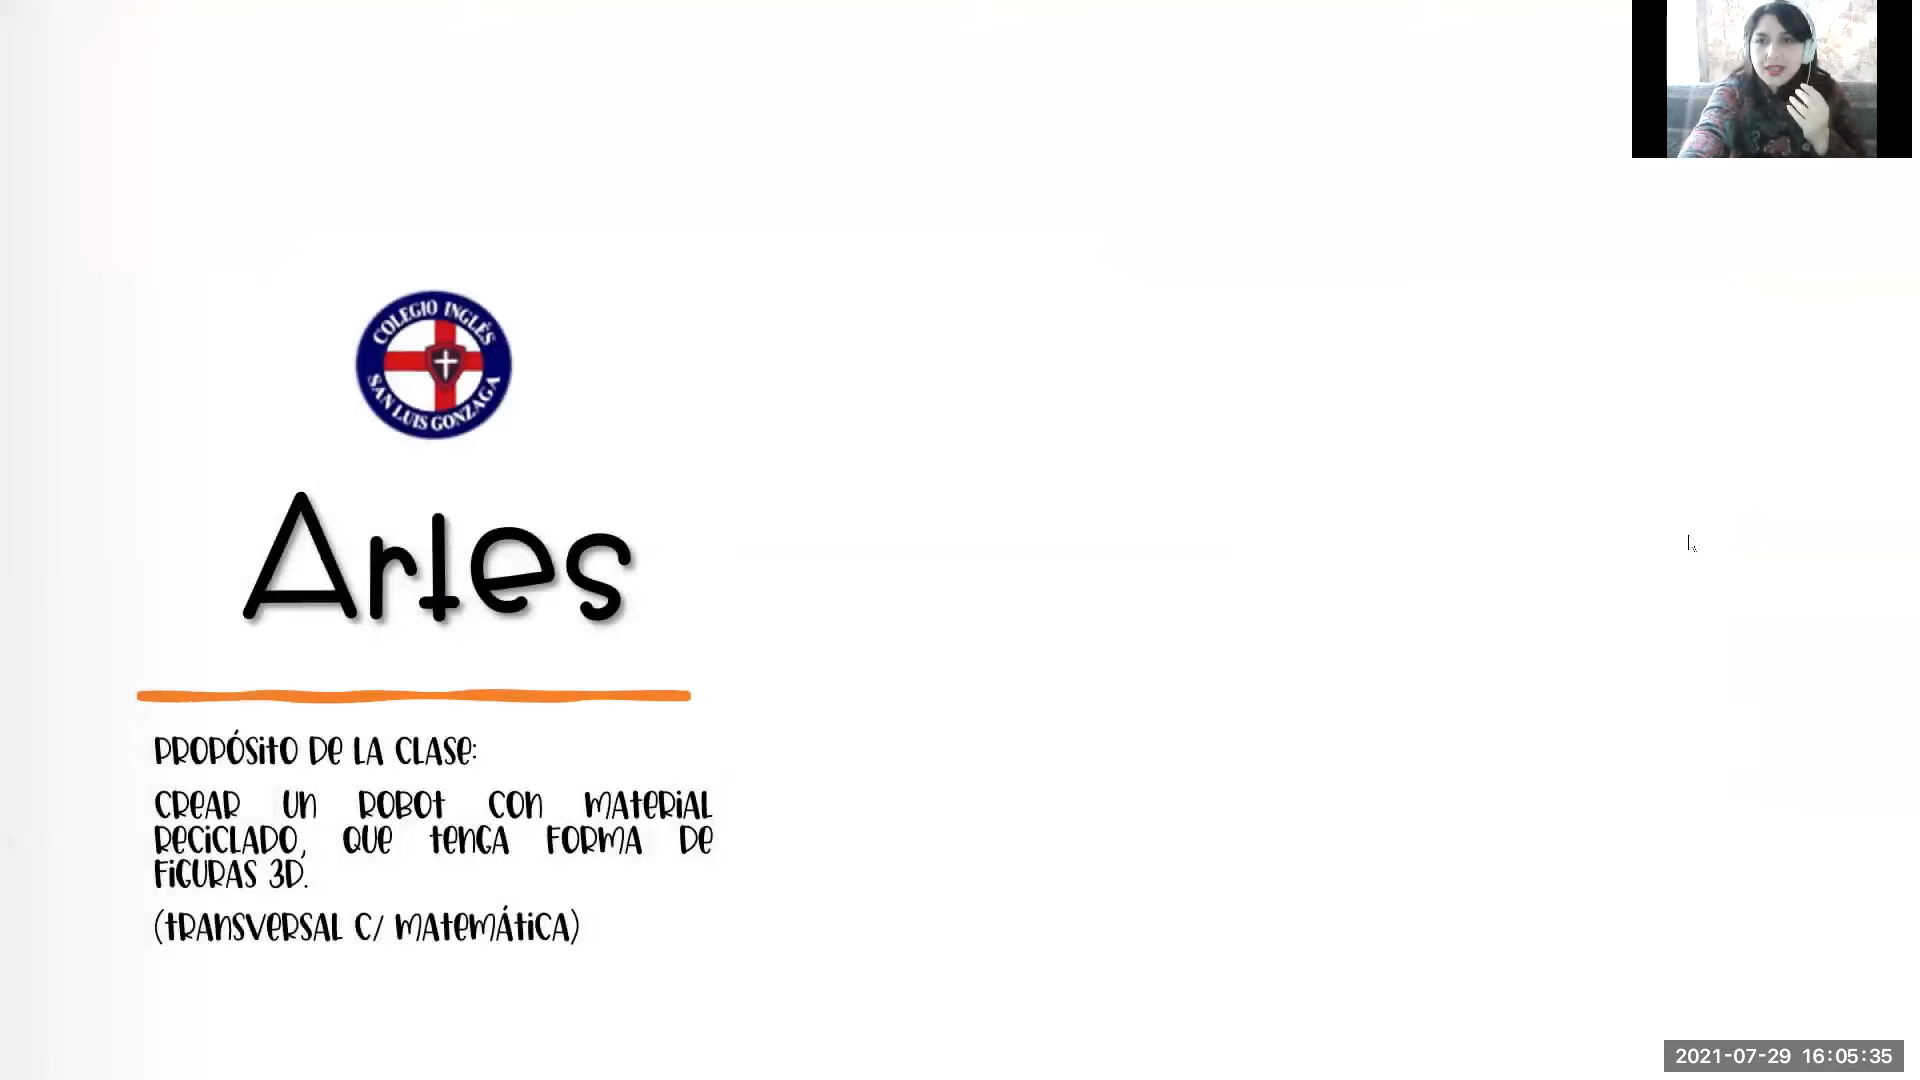 COLEGIO INGLÉS
SAN LUIS GONZAGA
Artes
PROPÓSITO DE LA CLASE:
CREAR UN ROBOT CON MATERIAL
RECICLADO, QUE TENGA FORMA DE
FIGURAS 3D.
(TRANSVERSAL C/ MATEMÁTICA)
2021-07-29 16:05:35